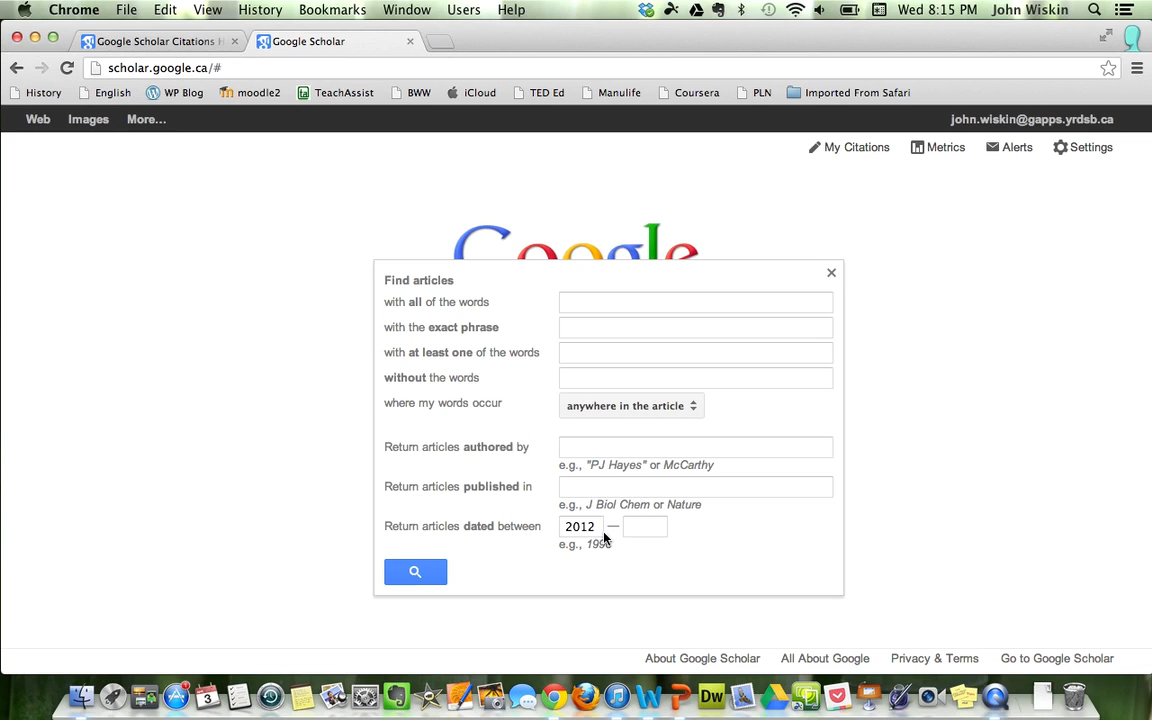 Chrome File Edit View History Bookmarks Window Users Help Wed 8:15 PM John Wiskin
Google Scholar Citations H Google Scholar
scholar.google.ca/#
History English WP Blog moodle2 TeachAssist BWW iCloud TED Ed Manulife Coursera PLN Imported From Safari
Web Images More... john.wiskin@gapps.yrdsb.ca
My Citations Metrics Alerts Settings
Google
Find articles
with all of the words
with the exact phrase
with at least one of the words
without the words
where my words occur anywhere in the article
Return articles authored by
e.g., "PJ Hayes" or McCarthy
Return articles published in
e.g., J Biol Chem or Nature
Return articles dated between 2012 —
e.g., 1996
About Google Scholar All About Google Privacy & Terms Go to Google Scholar
3 W P Dw